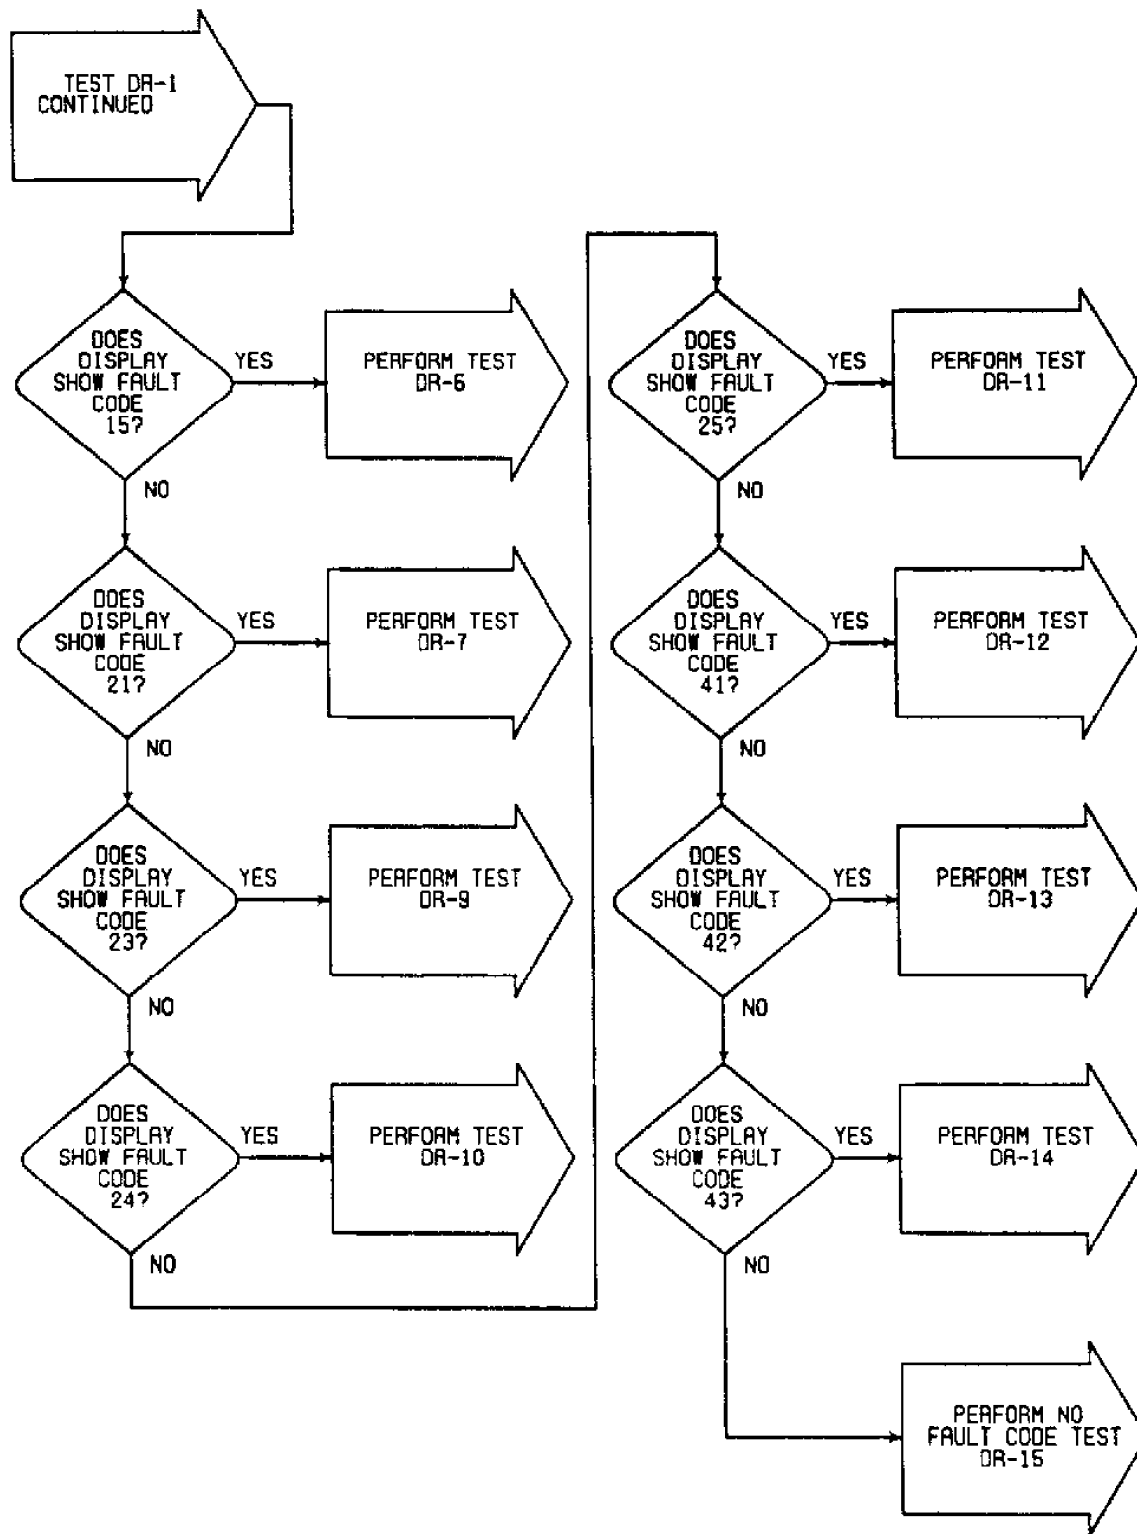 TEST DR-1
CONTINUED
DOES
DISPLAY
SHOW FAULT
CODE
15?
YES
PERFORM TEST
DR-6
NO
DOES
DISPLAY
SHOW FAULT
CODE
21?
YES
PERFORM TEST
DR-7
NO
DOES
DISPLAY
SHOW FAULT
CODE
23?
YES
PERFORM TEST
DR-9
NO
DOES
DISPLAY
SHOW FAULT
CODE
24?
YES
PERFORM TEST
DR-10
NO
DOES
DISPLAY
SHOW FAULT
CODE
25?
YES
PERFORM TEST
DR-11
NO
DOES
DISPLAY
SHOW FAULT
CODE
41?
YES
PERFORM TEST
DR-12
NO
DOES
DISPLAY
SHOW FAULT
CODE
42?
YES
PERFORM TEST
DR-13
NO
DOES
DISPLAY
SHOW FAULT
CODE
43?
YES
PERFORM TEST
DR-14
NO
PERFORM NO
FAULT CODE TEST
DR-15